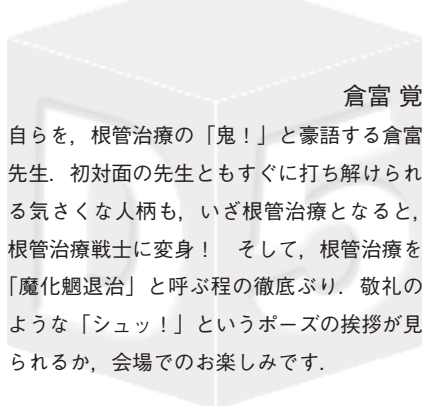 倉富 覚
自らを，根管治療の「鬼！」と豪語する倉富
先生．初対面の先生ともすぐに打ち解けられ
る気さくな人柄も，いざ根管治療となると，
根管治療戦士に変身！　そして，根管治療を
「魔化魍退治」と呼ぶ程の徹底ぶり．敬礼の
ような「シュッ！」というポーズの挨拶が見
られるか，会場でのお楽しみです．